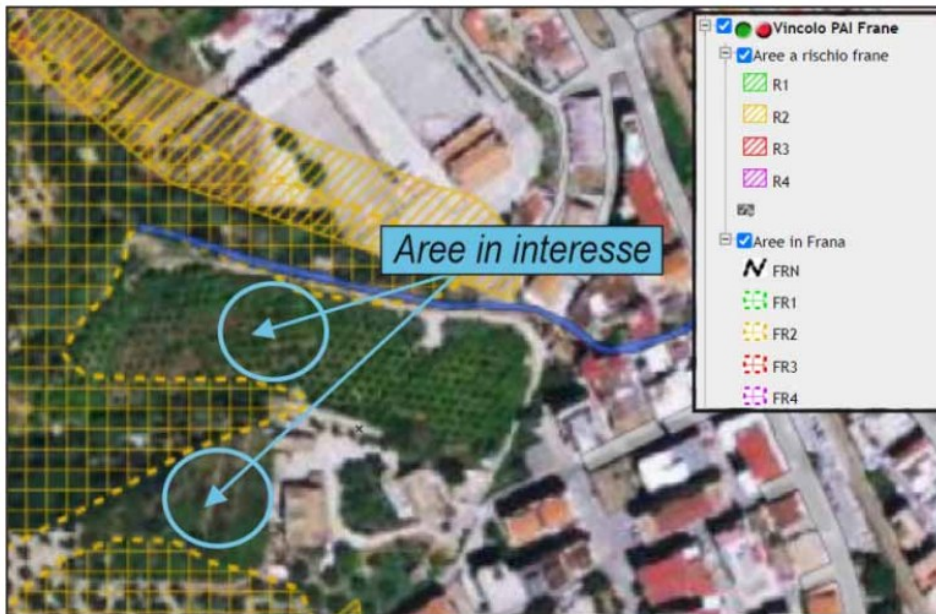 Vincolo PAI Frane
Aree a rischio frane
R1
R2
R3
R4
Aree in Frana
FRN
FR1
FR2
FR3
FR4
Aree in interesse